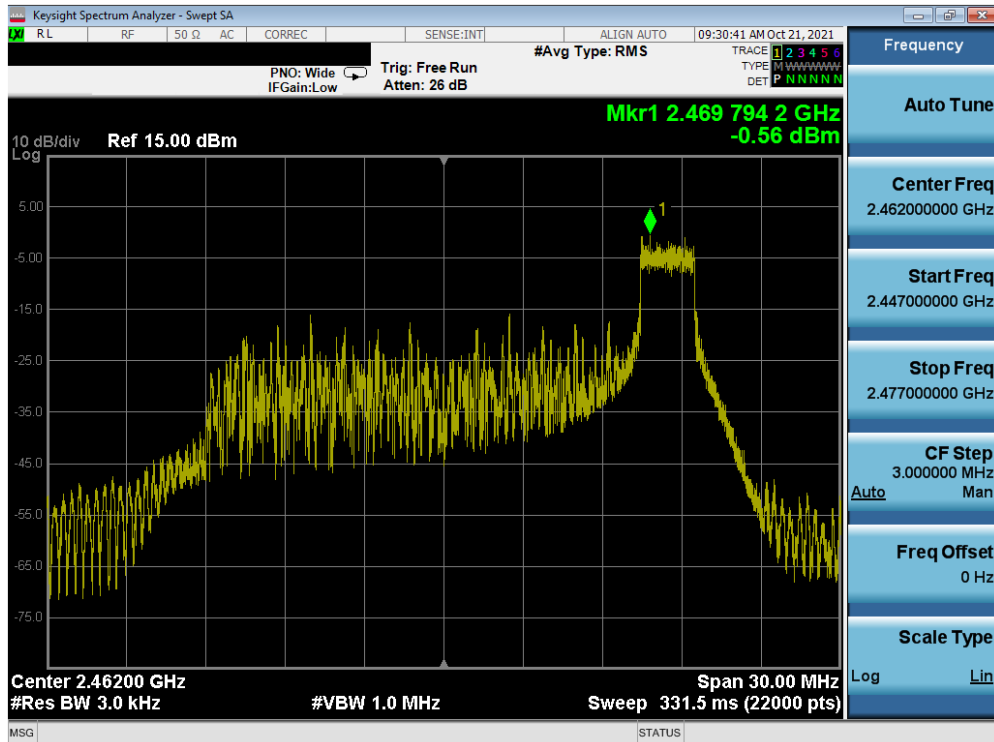 Keysight Spectrum Analyzer - Swept SA
LXI RL RF 50 Ω AC CORREC SENSE:INT ALIGN AUTO 09:30:41 AM Oct 21, 2021
#Avg Type: RMS
TRACE 1 2 3 4 5 6
TYPE M WWWWW
DET P N N N N N
PNO: Wide
IFGain:Low
Trig: Free Run
Atten: 26 dB
Mkr1 2.469 794 2 GHz
-0.56 dBm
10 dB/div
Log
Ref 15.00 dBm
5.00
-5.00
-15.0
-25.0
-35.0
-45.0
-55.0
-65.0
-75.0
1
Center 2.46200 GHz
Span 30.00 MHz
#Res BW 3.0 kHz
#VBW 1.0 MHz
Sweep 331.5 ms (22000 pts)
MSG
STATUS
Frequency
Auto Tune
Center Freq
2.462000000 GHz
Start Freq
2.447000000 GHz
Stop Freq
2.477000000 GHz
CF Step
3.000000 MHz
Auto Man
Freq Offset
0 Hz
Scale Type
Log Lin